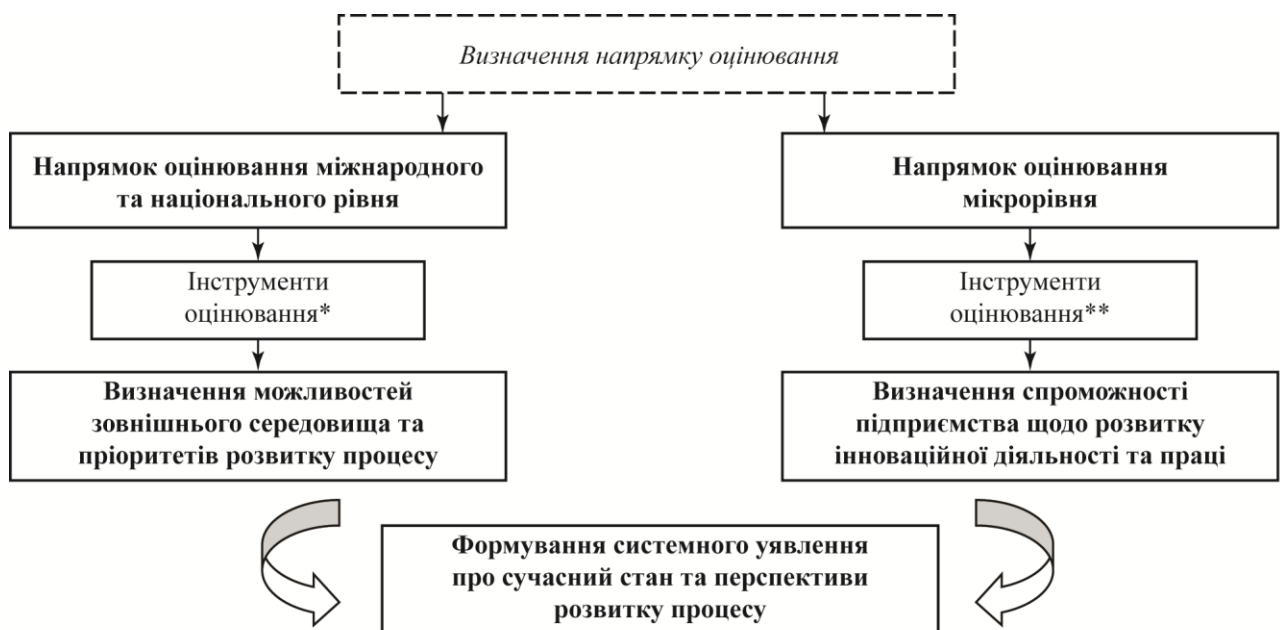 Визначення напрямку оцінювання
Напрямок оцінювання міжнародного
та національного рівня
Інструменти
оцінювання*
Визначення можливостей
зовнішнього середовища та
пріоритетів розвитку процесу
Напрямок оцінювання
мікрорівня
Інструменти
оцінювання**
Визначення спроможності
підприємства щодо розвитку
інноваційної діяльності та праці
Формування системного уявлення
про сучасний стан та перспективи
розвитку процесу